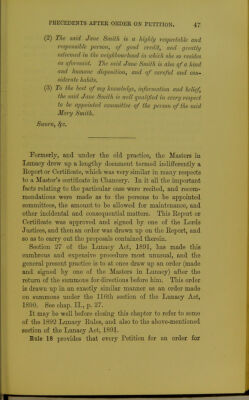 PRECEDENTS AFTER ORDER ON PETITION. 47
(2) The said Jane Smith is a highly respectable and
responsible person, of good credit, and greatly
esteemed in the neighbourhood in which she so resides
as aforesaid. The said Jane Smith is also of a kind
and humane disposition, and of careful and con-
siderate habits.
(3) To the best of my knowledge, information and belief,
the said Jane Smith is well qualified in every respect
to be appointed committee of the person of the said
Mary Smith.
Sworn, &c.
Formerly, and under the old practice, the Masters in
Lunacy drew up a lengthy document termed indifferently a
Report or Certificate, which was very similar in many respects
to a Master's certificate in Chancery. In it all the important
facts relating to the particular case were recited, and recom-
mendations were made as to the persons to be appointed
committees, the amount to be allowed for maintenance, and
other incidental and consequential matters. This Report or
Certificate was approved and signed by one of the Lords
Justices, and then an order was drawn up on the Report, and
so as to carry out the proposals contained therein.
Section 27 of the Lunacy Act, 1891, has made this
cumbrous and expensive procedure most unusual, and the
general present practice is to at once draw up an order (made
and signed by one of the Masters in Lunacy) after the
return of the summons for directions before him. This order
is drawn up in an exactly similar manner as an order made
on summons under the 116th section of the Lunacy Act,
1890. See chap. II., p. 27.
It may be well before closing this chapter to refer to some
of the 1892 Lunacy Rules, and also to the above-mentioned
section of the Lunacy Act, 1891.
Rule 18 provides that every Petition for an order for